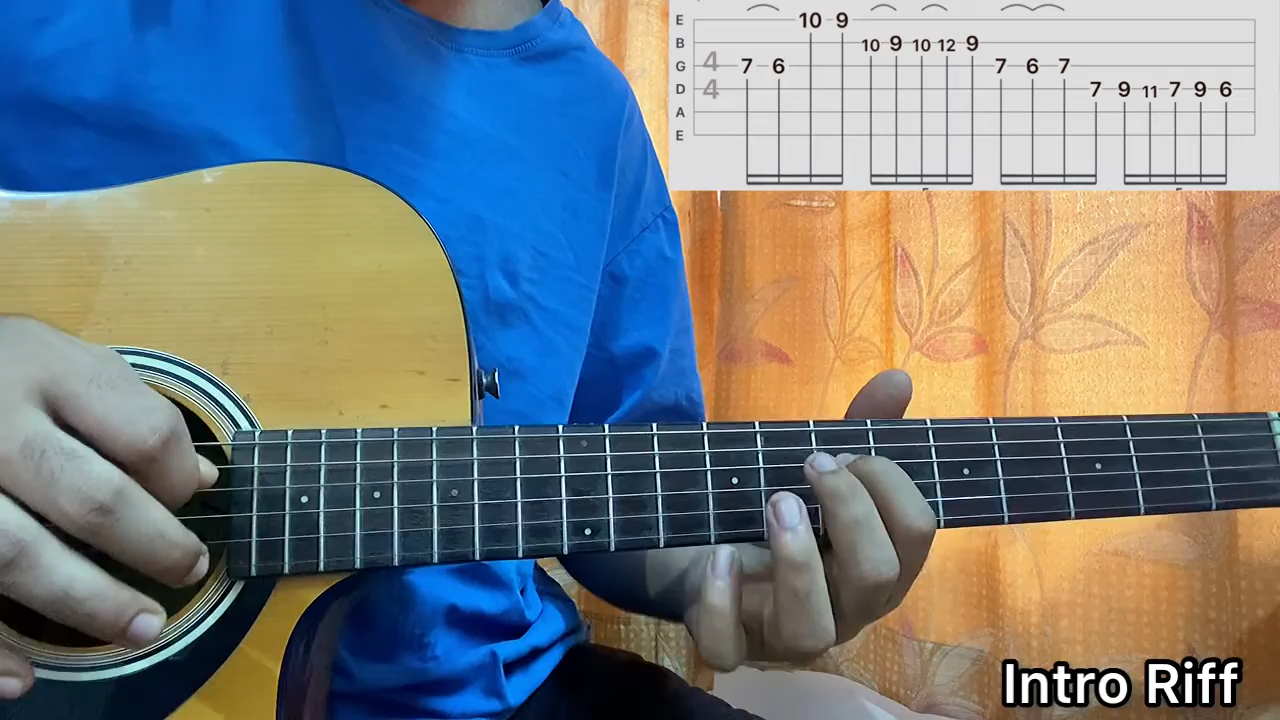 E 10 9
B 10 9 10 12 9
G 4 7 6 7 6 7
D 4 7 9 11 7 9 6
A
E
Intro Riff